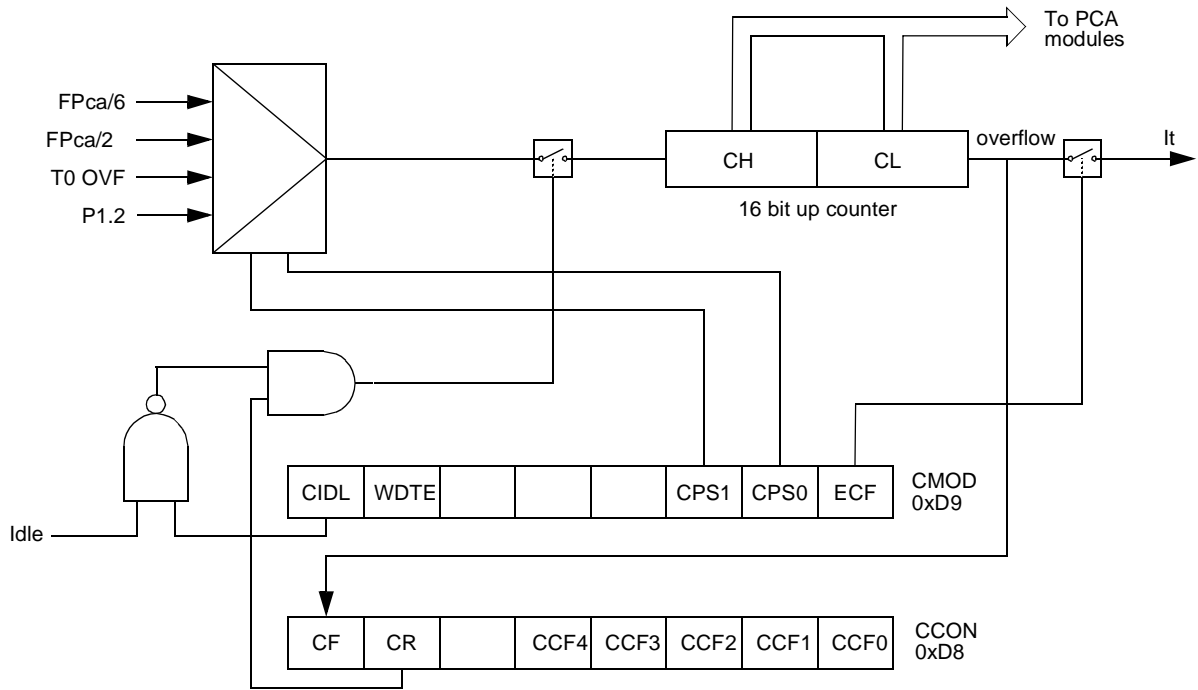 To PCA
modules
FPca/6
FPca/2
T0 OVF
P1.2
CH
CL
overflow
It
16 bit up counter
CIDL
WDTE
CPS1
CPS0
ECF
CMOD
0xD9
Idle
CF
CR
CCF4
CCF3
CCF2
CCF1
CCF0
CCON
0xD8